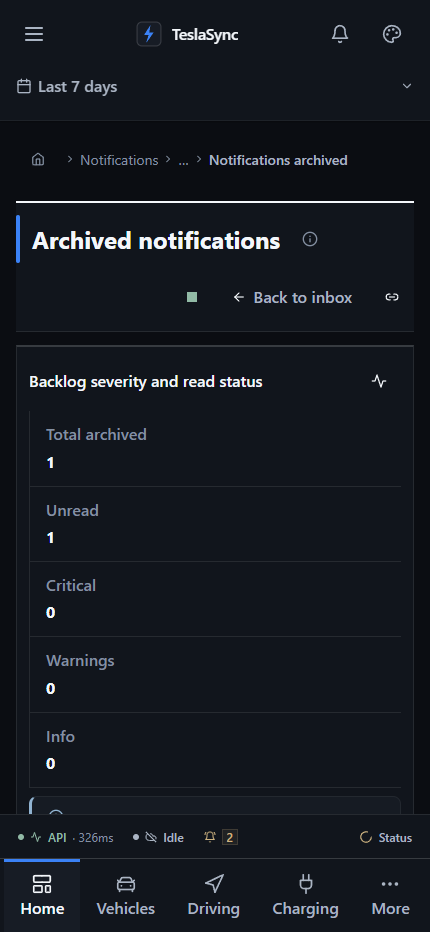 TeslaSync
Last 7 days
Notifications
...
Notifications archived
Archived notifications
Back to inbox
Backlog severity and read status
Total archived
1
Unread
1
Critical
0
Warnings
0
Info
0
API · 326ms
Idle
2
Status
Home
Vehicles
Driving
Charging
More